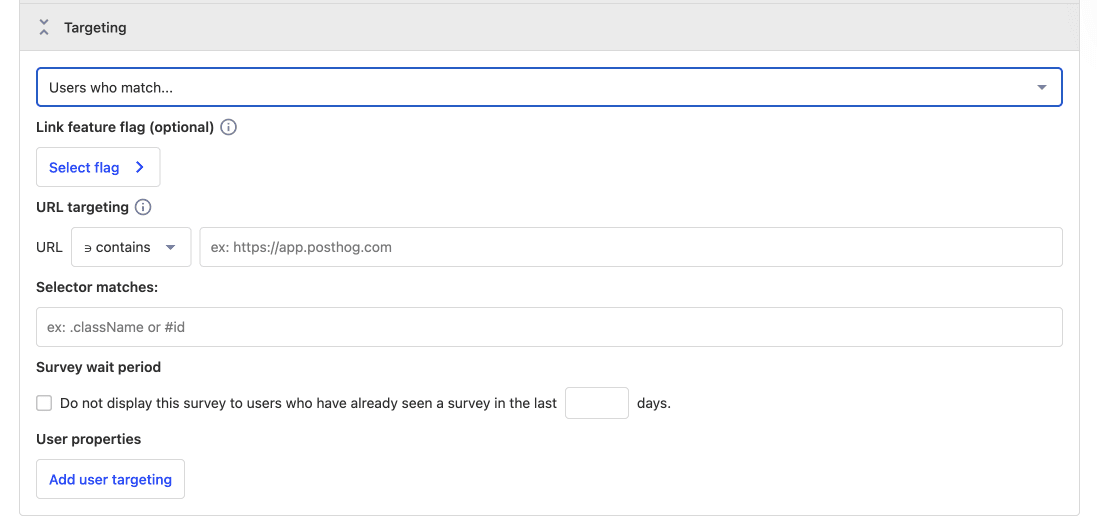 Targeting
Users who match...
Link feature flag (optional)
Select flag
URL targeting
URL ∋ contains ex: https://app.posthog.com
Selector matches:
ex: .className or #id
Survey wait period
Do not display this survey to users who have already seen a survey in the last days.
User properties
Add user targeting